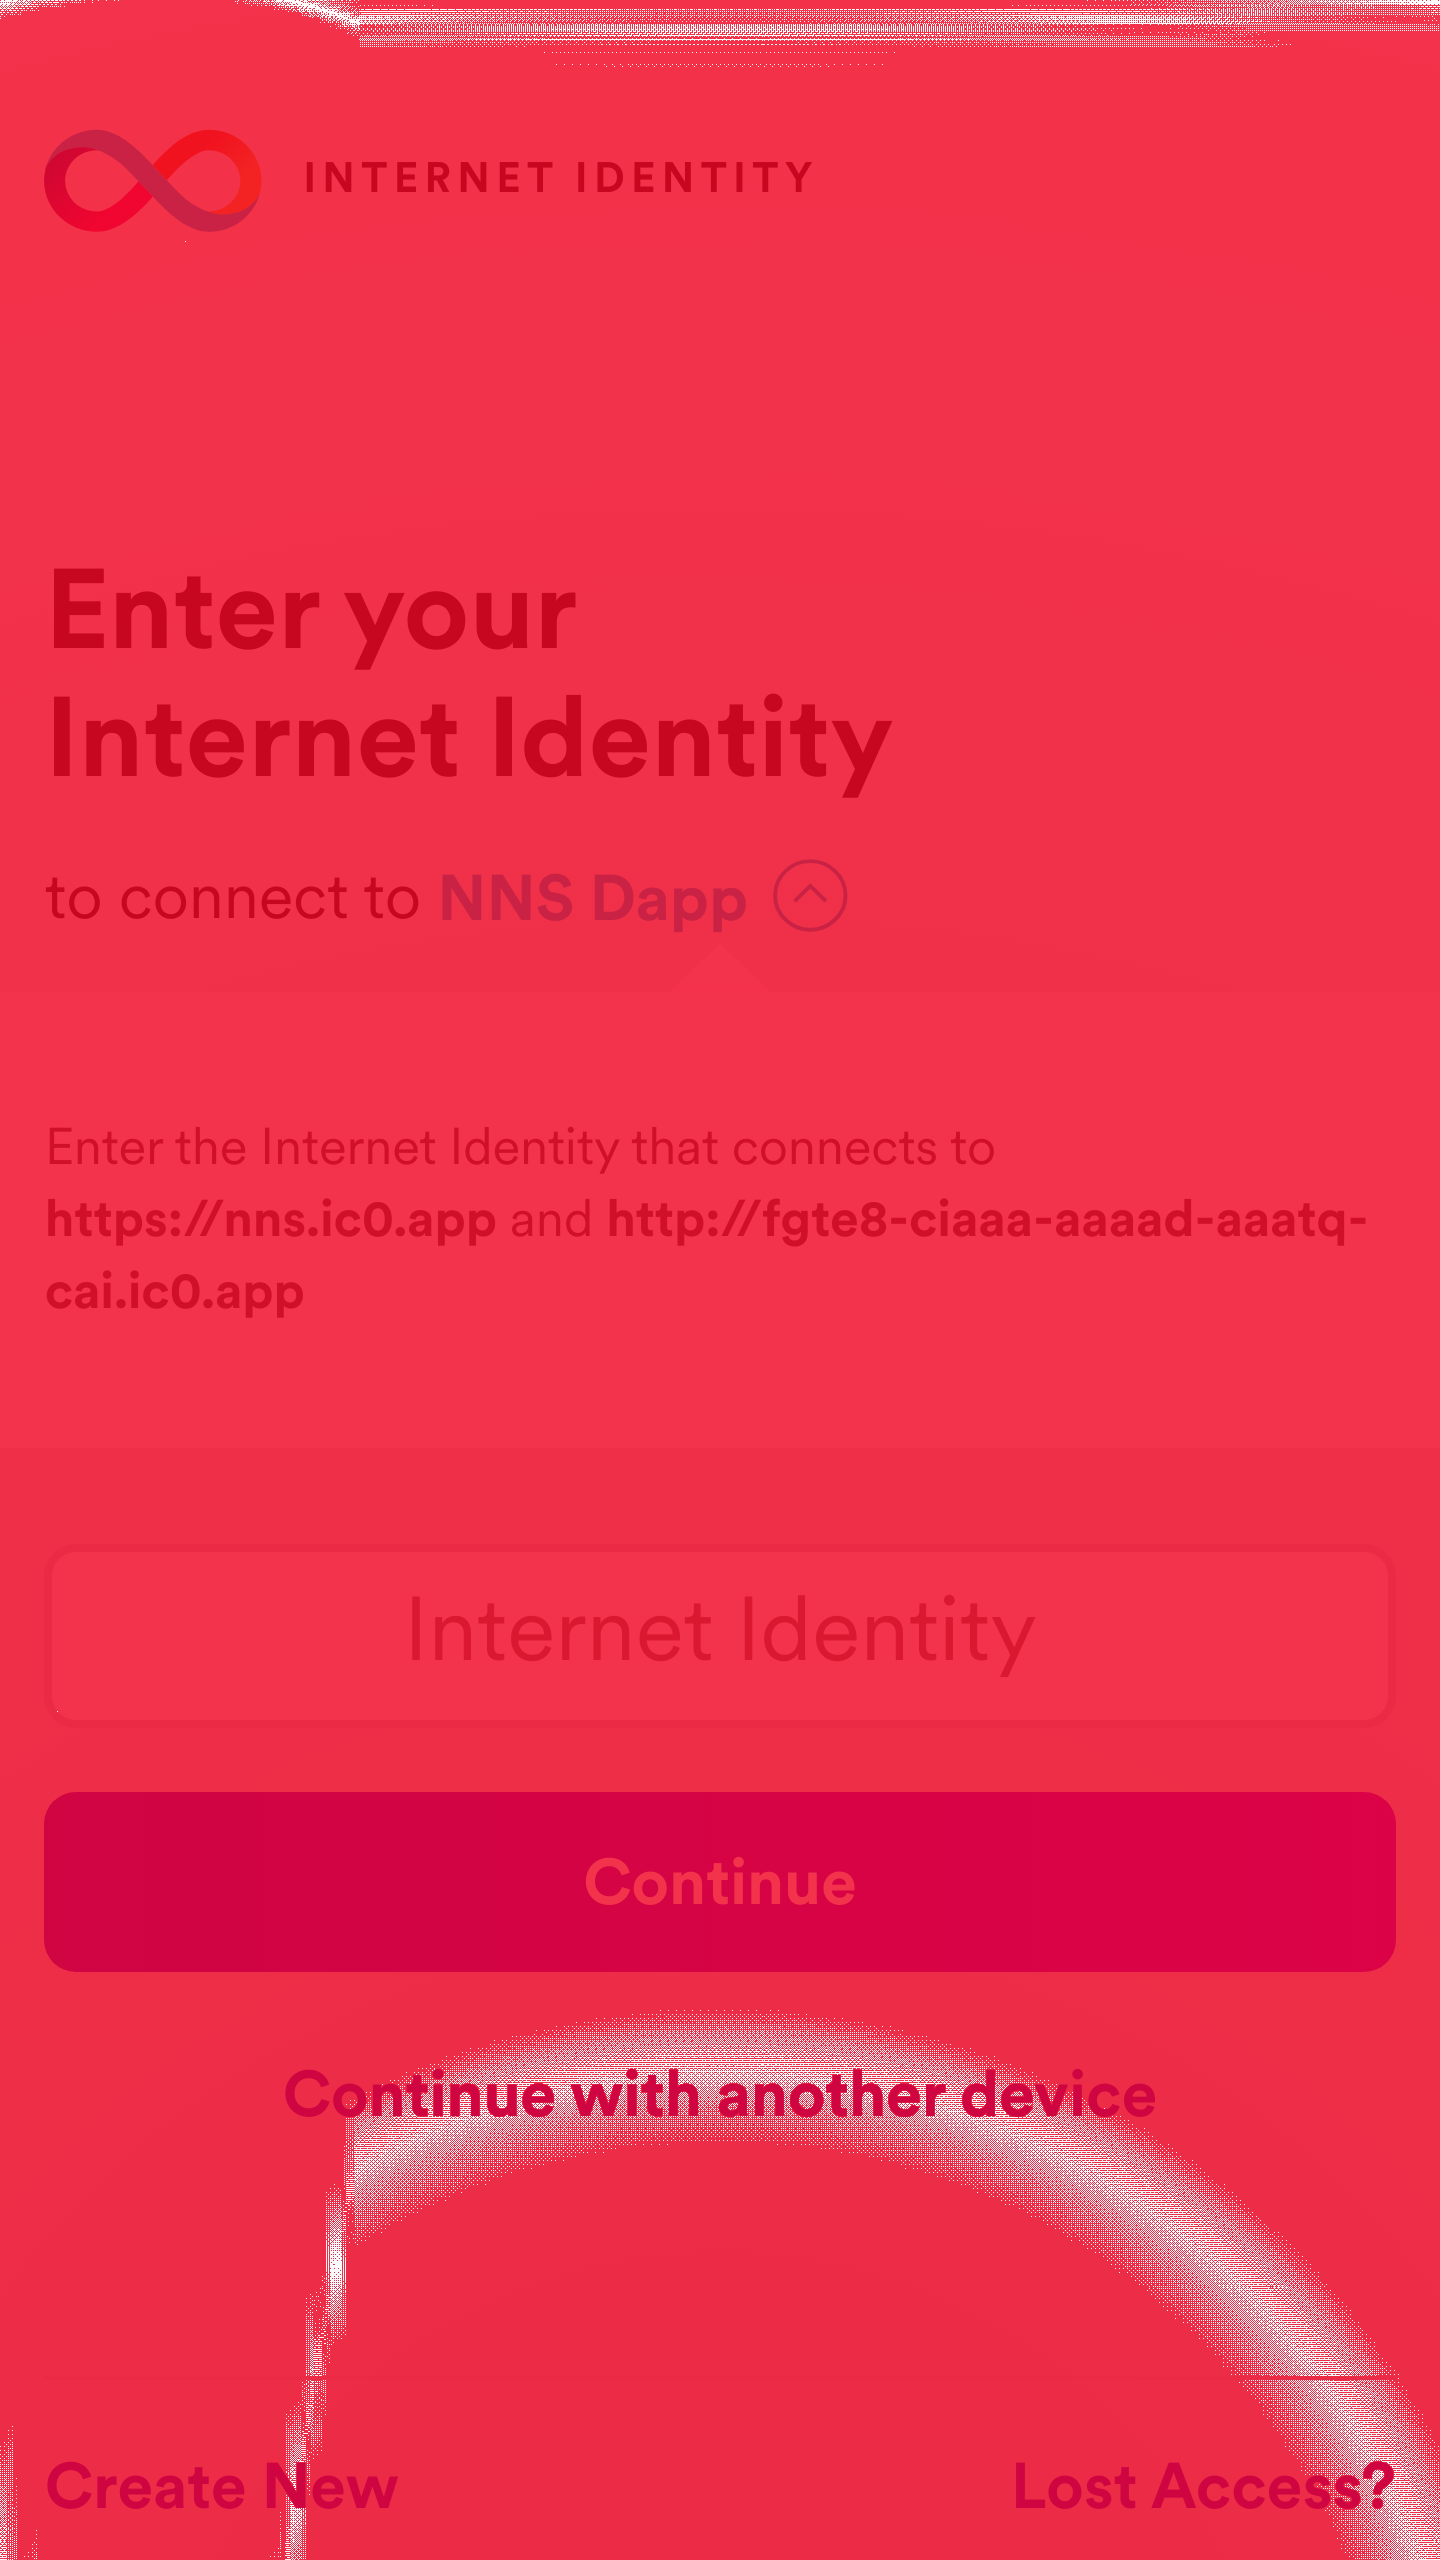 INTERNET IDENTITY
Enter your
Internet Identity
to connect to NNS Dapp
Enter the Internet Identity that connects to
https://nns.ic0.app and http://fgte8-ciaaa-aaaad-aaatq-
cai.ic0.app
Internet Identity
Continue
Continue with another device
Create New
Lost Access?